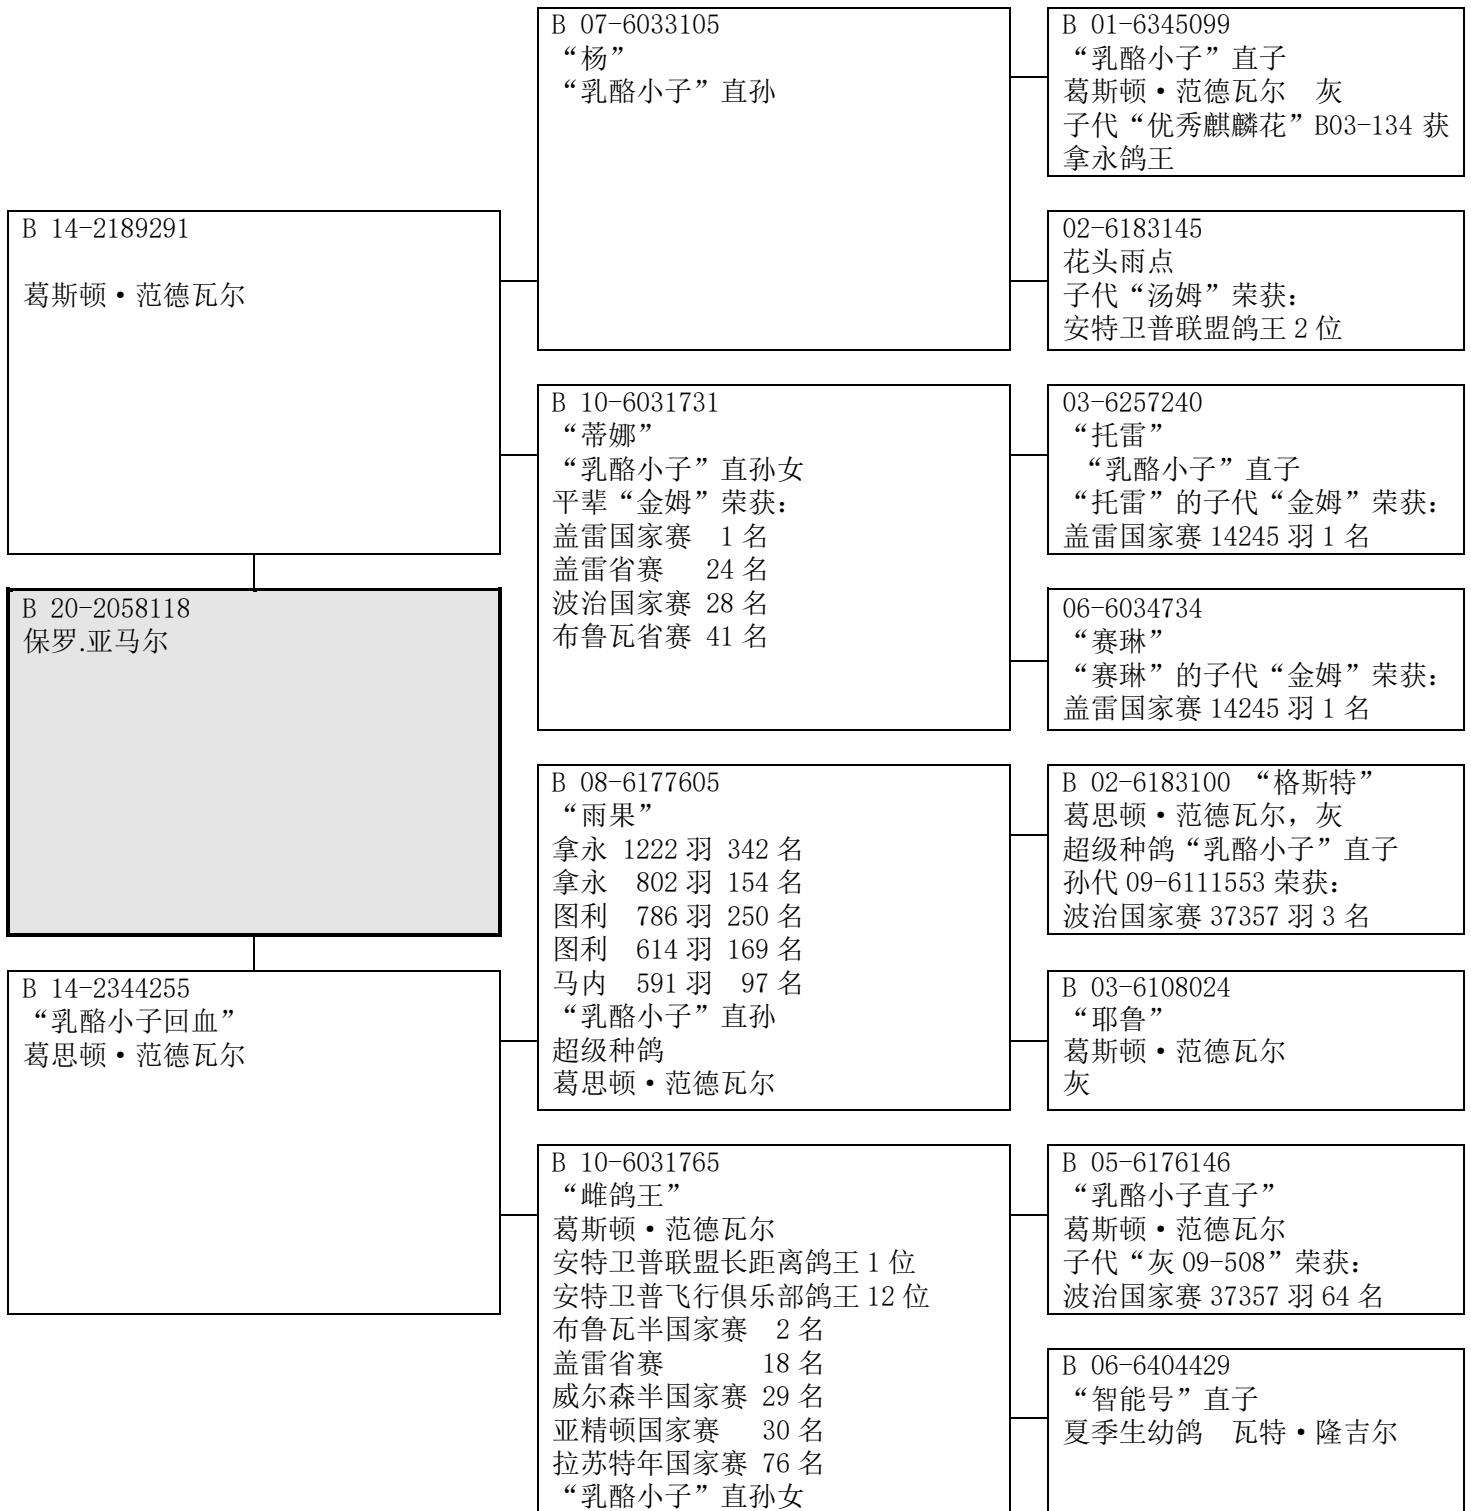 B 07-6033105
“杨”
“乳酪小子”直孙
B 01-6345099
“乳酪小子”直子
葛斯顿•范德瓦尔　灰
子代“优秀麒麟花”B03-134 获
拿永鸽王
B 14-2189291
葛斯顿•范德瓦尔
02-6183145
花头雨点
子代“汤姆”荣获：
安特卫普联盟鸽王 2 位
B 10-6031731
“蒂娜”
“乳酪小子”直孙女
平辈“金姆”荣获：
盖雷国家赛 1 名
盖雷省赛 24 名
波治国家赛 28 名
布鲁瓦省赛 41 名
03-6257240
“托雷”
“乳酪小子”直子
“托雷”的子代“金姆”荣获：
盖雷国家赛 14245 羽 1 名
B 20-2058118
保罗.亚马尔
06-6034734
“赛琳”
“赛琳”的子代“金姆”荣获：
盖雷国家赛 14245 羽 1 名
B 08-6177605
“雨果”
拿永 1222 羽 342 名
拿永 802 羽 154 名
图利 786 羽 250 名
图利 614 羽 169 名
马内 591 羽 97 名
“乳酪小子”直孙
超级种鸽
葛思顿•范德瓦尔
B 02-6183100 “格斯特”
葛思顿•范德瓦尔，灰
超级种鸽“乳酪小子”直子
孙代 09-6111553 荣获：
波治国家赛 37357 羽 3 名
B 14-2344255
“乳酪小子回血”
葛思顿•范德瓦尔
B 03-6108024
“耶鲁”
葛斯顿•范德瓦尔
灰
B 10-6031765
“雌鸽王”
葛斯顿•范德瓦尔
安特卫普联盟长距离鸽王 1 位
安特卫普飞行俱乐部鸽王 12 位
布鲁瓦半国家赛 2 名
盖雷省赛 18 名
威尔森半国家赛 29 名
亚精顿国家赛 30 名
拉苏特年国家赛 76 名
“乳酪小子”直孙女
B 05-6176146
“乳酪小子直子”
葛斯顿•范德瓦尔
子代“灰 09-508”荣获：
波治国家赛 37357 羽 64 名
B 06-6404429
“智能号”直子
夏季生幼鸽　瓦特•隆吉尔